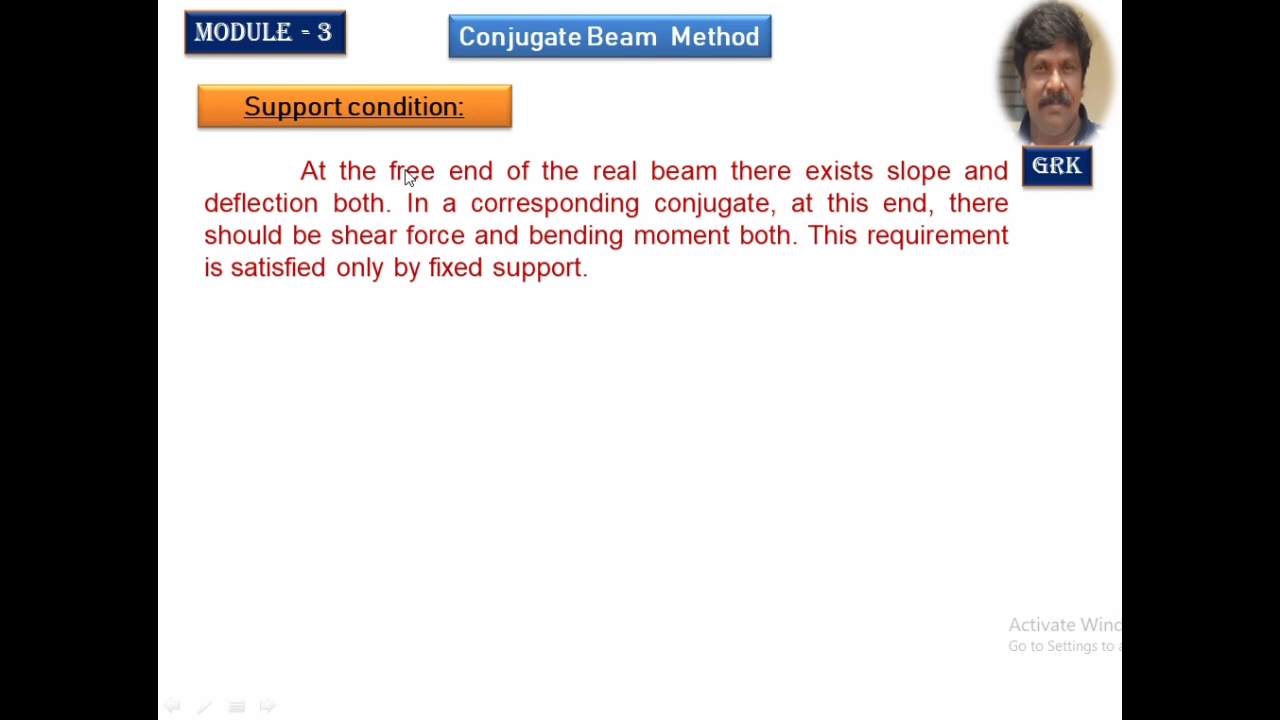 MODULE - 3
Conjugate Beam Method
Support condition:
At the free end of the real beam there exists slope and
deflection both. In a corresponding conjugate, at this end, there
should be shear force and bending moment both. This requirement
is satisfied only by fixed support.
GRK
Activate Winc
Go to Settings to a